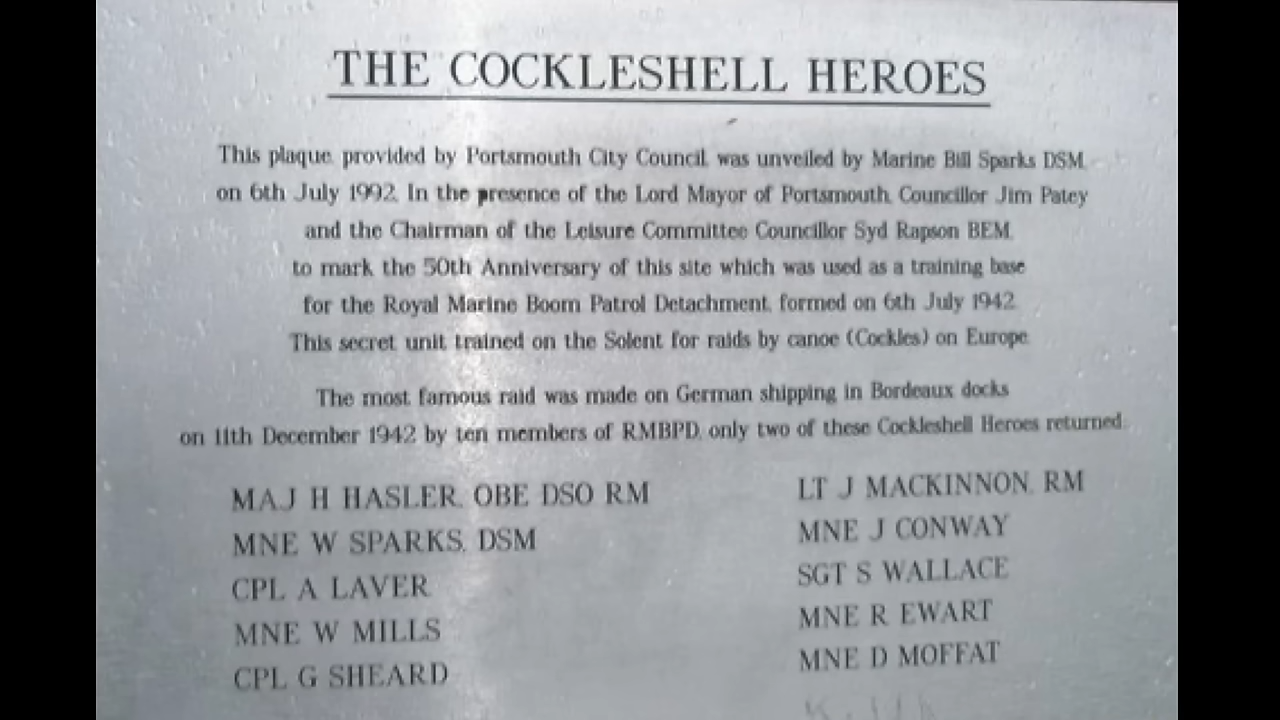 THE COCKLESHELL HEROES
This plaque, provided by Portsmouth City Council, was unveiled by Marine Bill Sparks DSM,
on 6th July 1992, In the presence of the Lord Mayor of Portsmouth, Councillor Jim Patey
and the Chairman of the Leisure Committee Councillor Syd Rapson BEM,
to mark the 50th Anniversary of this site which was used as a training base
for the Royal Marine Boom Patrol Detachment, formed on 6th July 1942.
This secret unit trained on the Solent for raids by canoe (Cockles) on Europe.
The most famous raid was made on German shipping in Bordeaux docks
on 11th December 1942 by ten members of RMBPD, only two of these Cockleshell Heroes returned.
MAJ H HASLER, OBE DSO RM
MNE W SPARKS, DSM
CPL A LAVER
MNE W MILLS
CPL G SHEARD
LT J MACKINNON, RM
MNE J CONWAY
SGT S WALLACE
MNE R EWART
MNE D MOFFAT